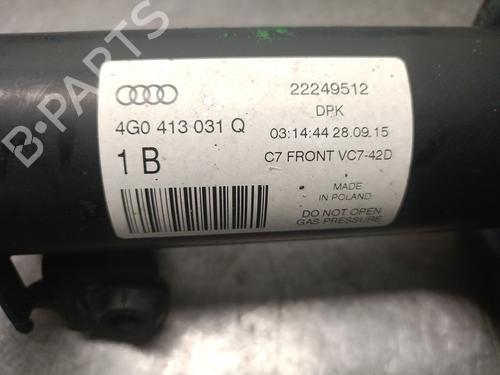 22249512
DPK
4G0 413 031 Q
03:14:44 28.09.15
1 B
C7 FRONT VC7-42D
MADE
IN POLAND
DO NOT OPEN
GAS PRESSURE
B